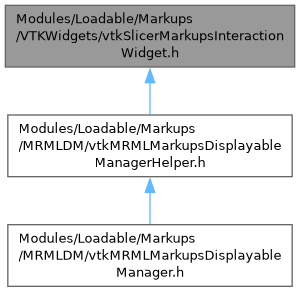 Modules/Loadable/Markups
/VTKWidgets/vtkSlicerMarkupsInteraction
Widget.h
Modules/Loadable/Markups
/MRMLDM/vtkMRMLMarkupsDisplayable
ManagerHelper.h
Modules/Loadable/Markups
/MRMLDM/vtkMRMLMarkupsDisplayable
Manager.h